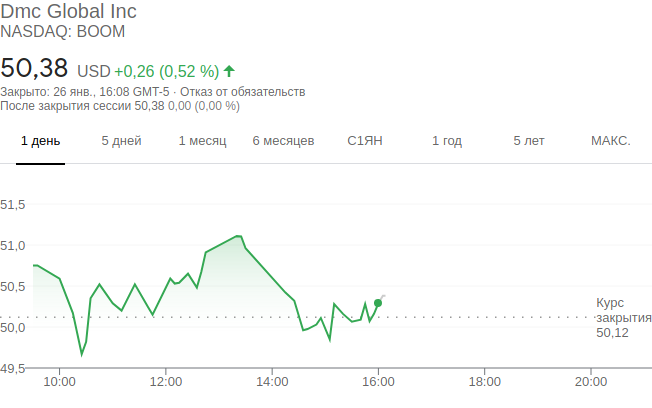 Dmc Global Inc
NASDAQ: BOOM
50,38 USD +0,26 (0,52 %)
Закрыто: 26 янв., 16:08 GMT-5 · Отказ от обязательств
После закрытия сессии 50,38 0,00 (0,00 %)
1 день 5 дней 1 месяц 6 месяцев С1ЯН 1 год 5 лет МАКС.
51,5
51,0
50,5
50,0
49,5
Курс
закрытия
50,12
10:00 12:00 14:00 16:00 18:00 20:00